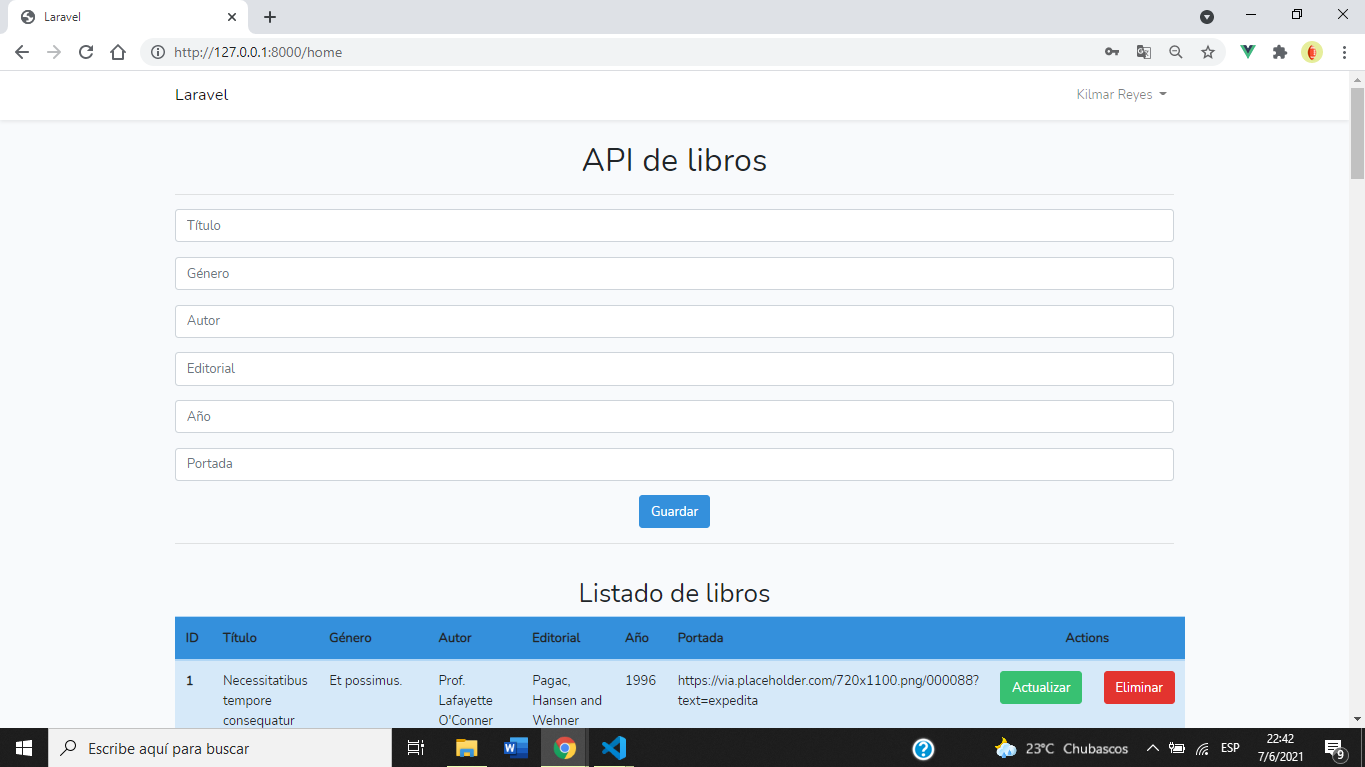 Laravel
http://127.0.0.1:8000/home
Laravel
Kilmar Reyes
API de libros
Título
Género
Autor
Editorial
Año
Portada
Guardar
Listado de libros
ID Título Género Autor Editorial Año Portada Actions
1 Necessitatibus Et possimus. Prof. Pagac, 1996 https://via.placeholder.com/720x1100.png/000088? Actualizar Eliminar
tempore Lafayette Hansen and text=expedita
consequatur O'Conner Wehner
Escribe aquí para buscar
23°C Chubascos
ESP
22:42
7/6/2021
9